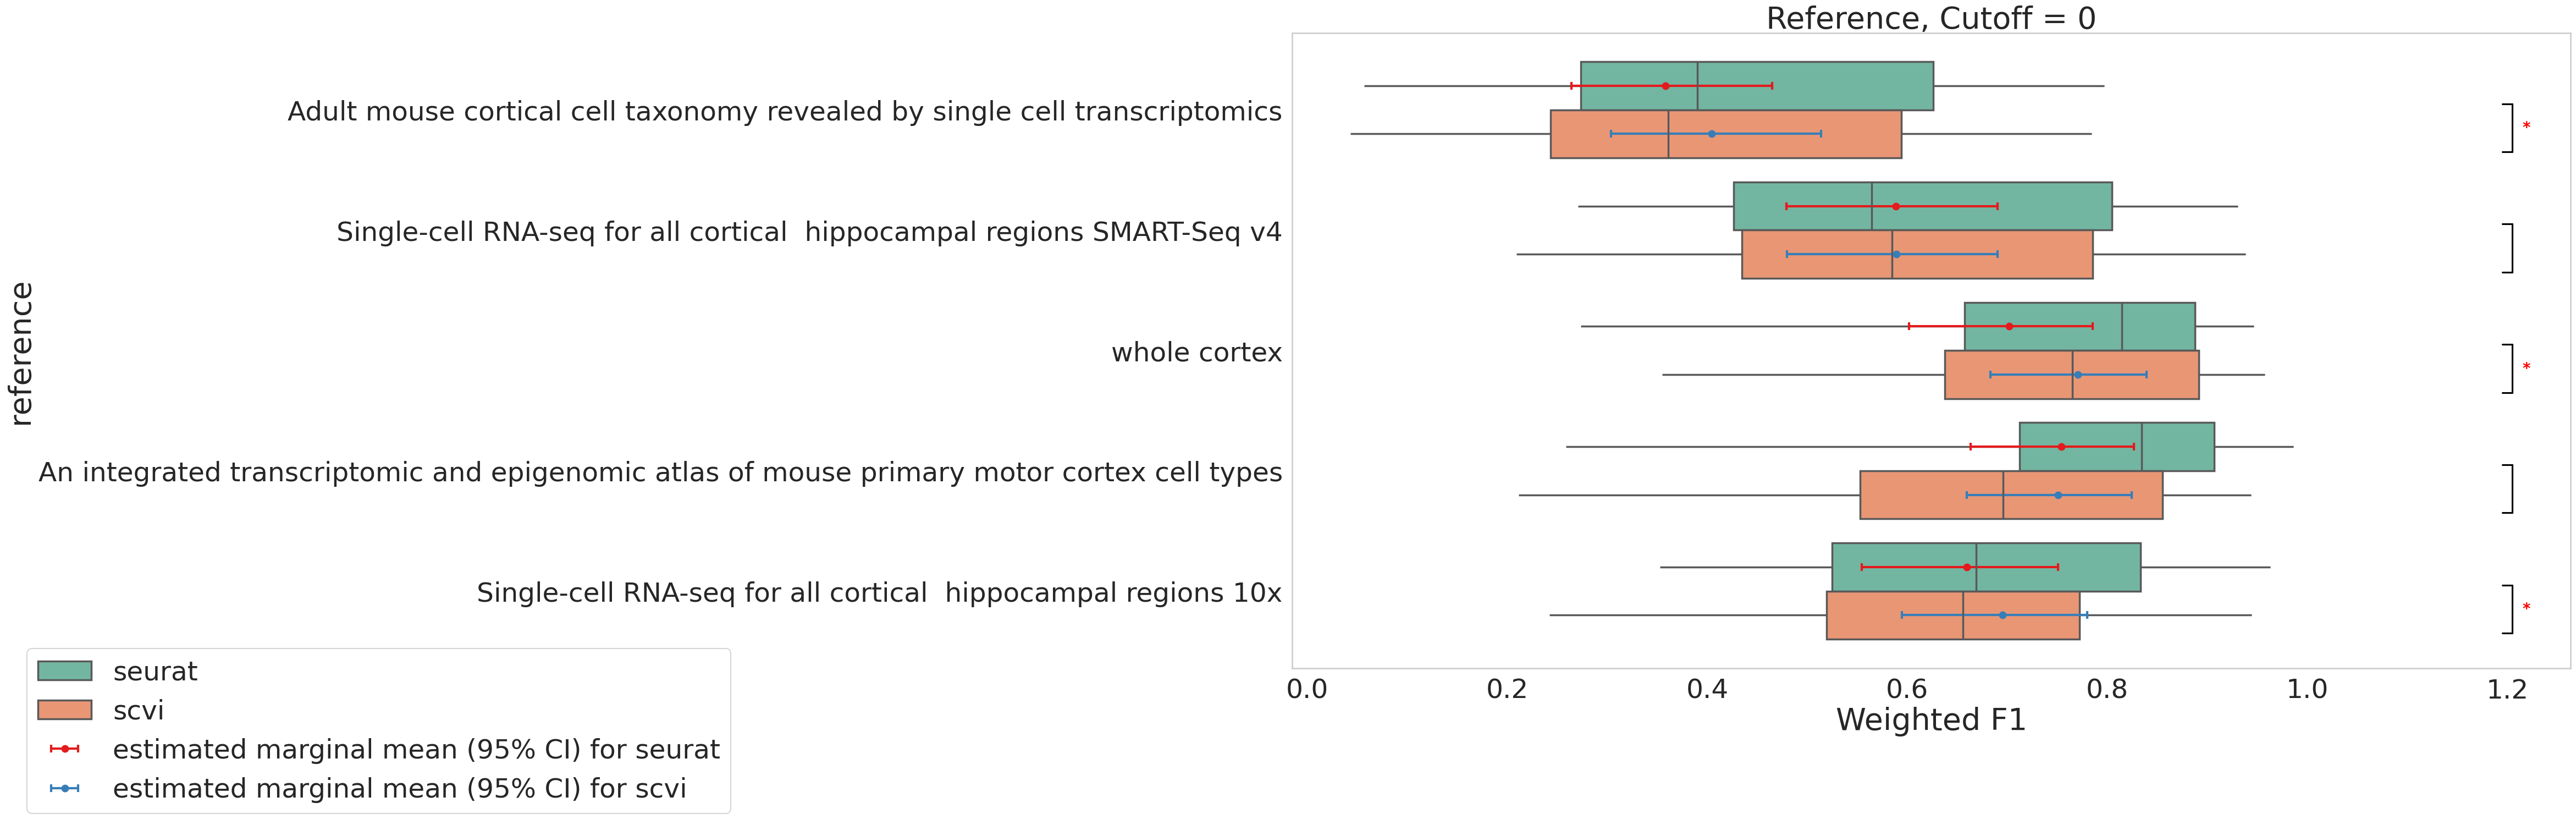 Reference, Cutoff = 0
reference
Adult mouse cortical cell taxonomy revealed by single cell transcriptomics
*
Single-cell RNA-seq for all cortical  hippocampal regions SMART-Seq v4
whole cortex
*
An integrated transcriptomic and epigenomic atlas of mouse primary motor cortex cell types
Single-cell RNA-seq for all cortical  hippocampal regions 10x
*
0.0 0.2 0.4 0.6 0.8 1.0 1.2
Weighted F1
seurat
scvi
estimated marginal mean (95% CI) for seurat
estimated marginal mean (95% CI) for scvi